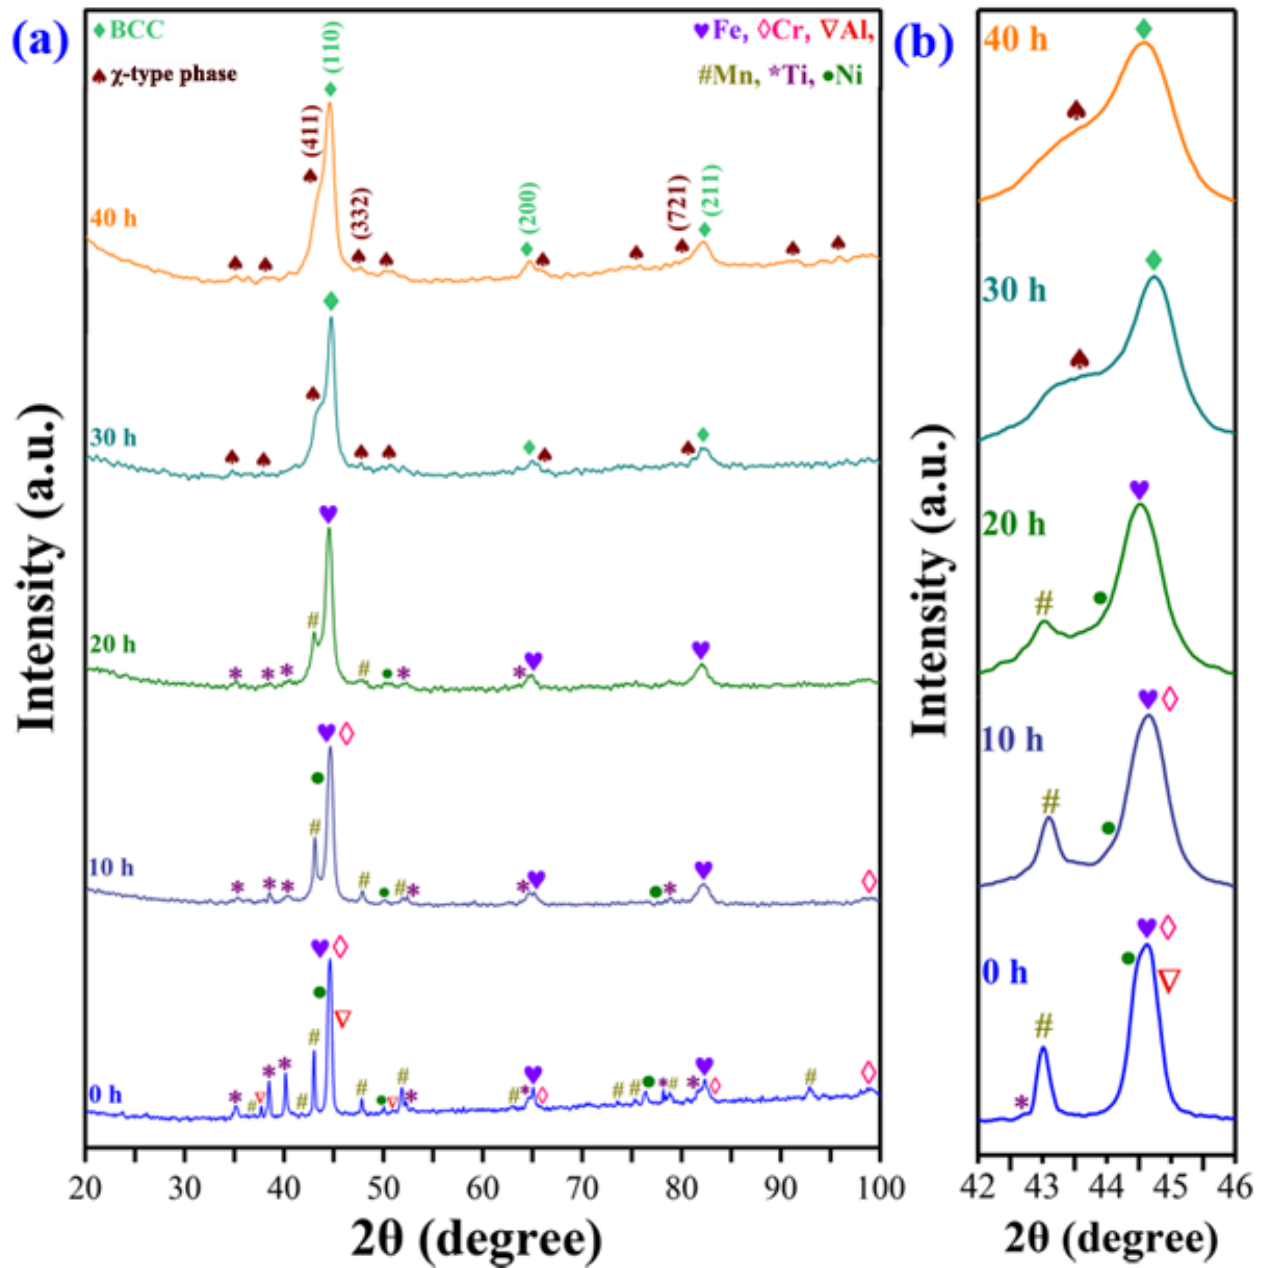 (a)
♦BCC
♠χ-type phase
♥Fe, ◊Cr, ∇Al,
#Mn, *Ti, ●Ni
(110)
(411)
(332)
(200)
(721)
(211)
40 h
30 h
20 h
10 h
0 h
Intensity (a.u.)
20 30 40 50 60 70 80 90 100
2θ (degree)
(b)
40 h
30 h
20 h
10 h
0 h
Intensity (a.u.)
42 43 44 45 46
2θ (degree)